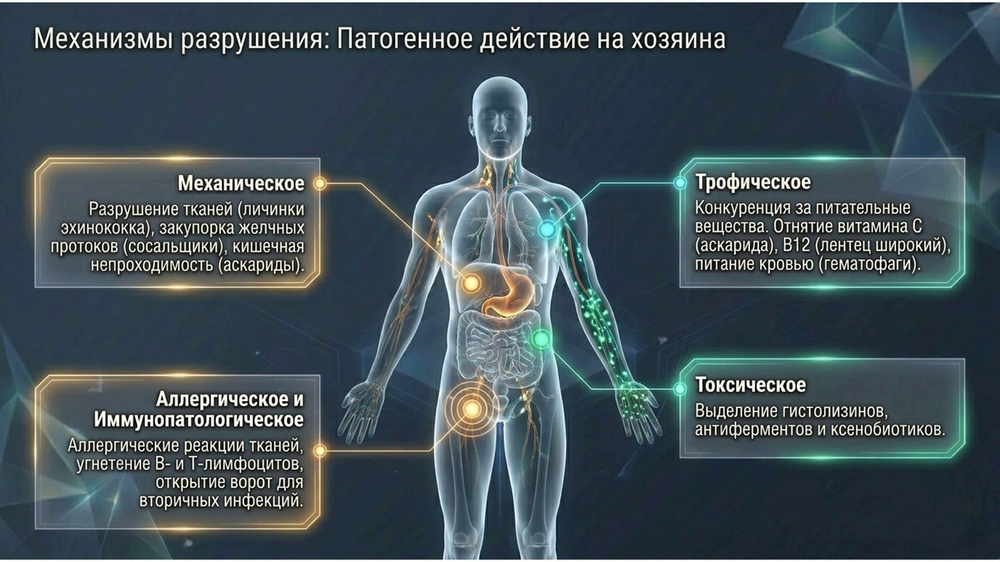 Механизмы разрушения: Патогенное действие на хозяина
Механическое
Разрушение тканей (личинки
эхинококка), закупорка желчных
протоков (сосальщики), кишечная
непроходимость (аскариды).
Трофическое
Конкуренция за питательные
вещества. Отнятие витамина С
(аскарида), В12 (лентец широкий),
питание кровью (гематофаги).
Аллергическое и
Иммунопатологическое
Аллергические реакции тканей,
угнетение В- и Т-лимфоцитов,
открытие ворот для
вторичных инфекций.
Токсическое
Выделение гистолизинов,
антиферментов и ксенобиотиков.